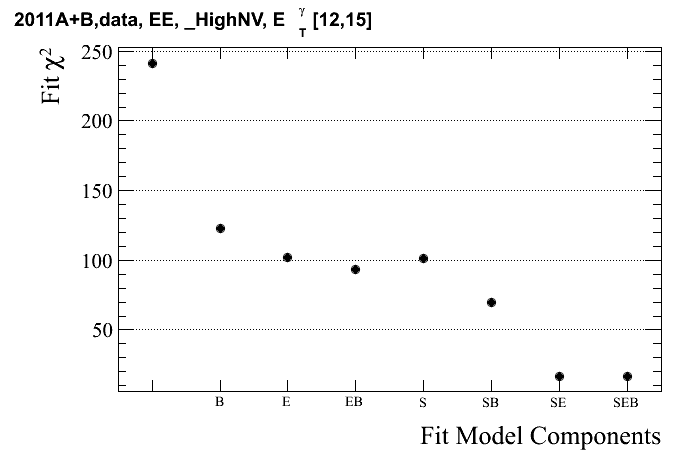 2011A+B,data, EE, _HighNV, E γ T [12,15]
Fit χ²
250
200
150
100
50
B E EB S SB SE SEB
Fit Model Components